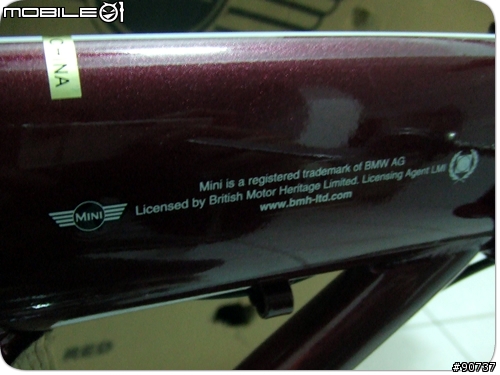 MOBILE01
C-NA
Mini is a registered trademark of BMW AG
Licensed by British Motor Heritage Limited. Licensing Agent LMI
www.bmh-ltd.com
MINI
RED
#90737